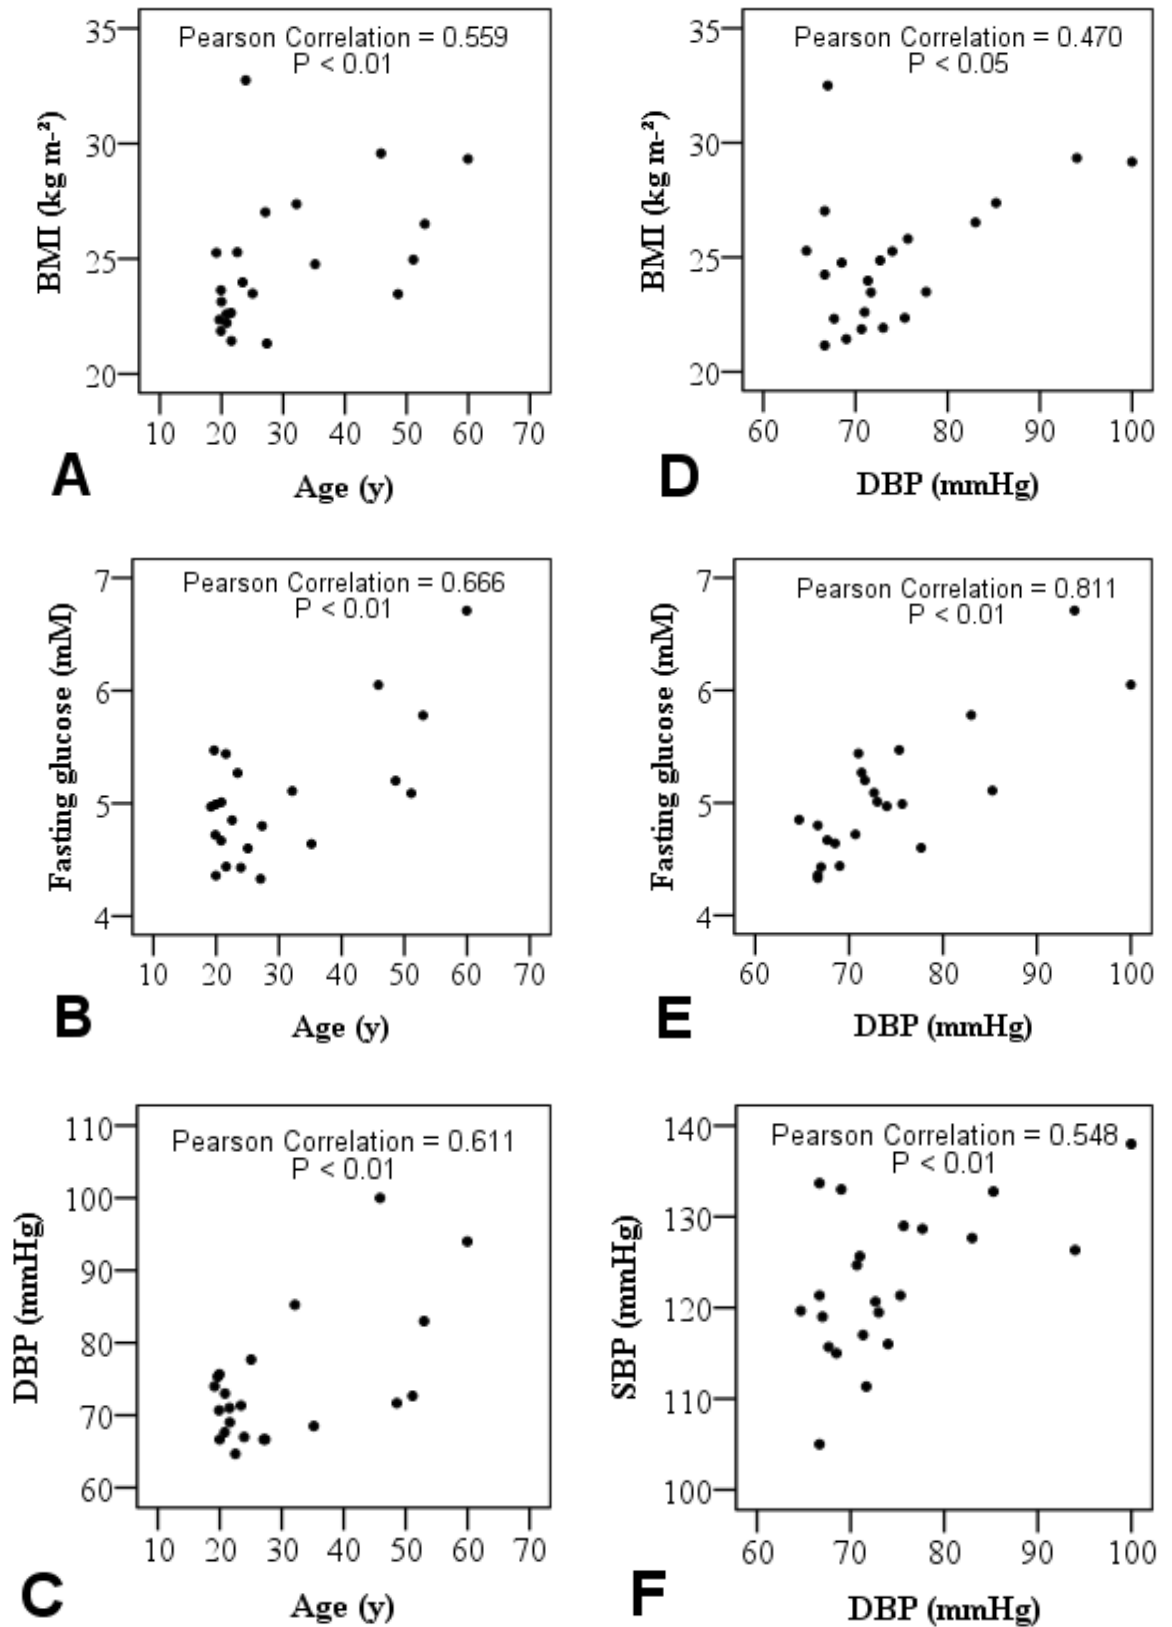 35
Pearson Correlation = 0.559
P < 0.01
30
25
20
BMI (kg m-²)
10 20 30 40 50 60 70
A
Age (y)
35
Pearson Correlation = 0.470
P < 0.05
30
25
20
BMI (kg m-²)
60 70 80 90 100
D
DBP (mmHg)
7
Pearson Correlation = 0.666
P < 0.01
6
5
4
Fasting glucose (mM)
10 20 30 40 50 60 70
B
Age (y)
7
Pearson Correlation = 0.811
P < 0.01
6
5
4
Fasting glucose (mM)
60 70 80 90 100
E
DBP (mmHg)
110
Pearson Correlation = 0.611
P < 0.01
100
90
80
70
60
DBP (mmHg)
10 20 30 40 50 60 70
C
Age (y)
140
Pearson Correlation = 0.548
P < 0.01
130
120
110
100
SBP (mmHg)
60 70 80 90 100
F
DBP (mmHg)